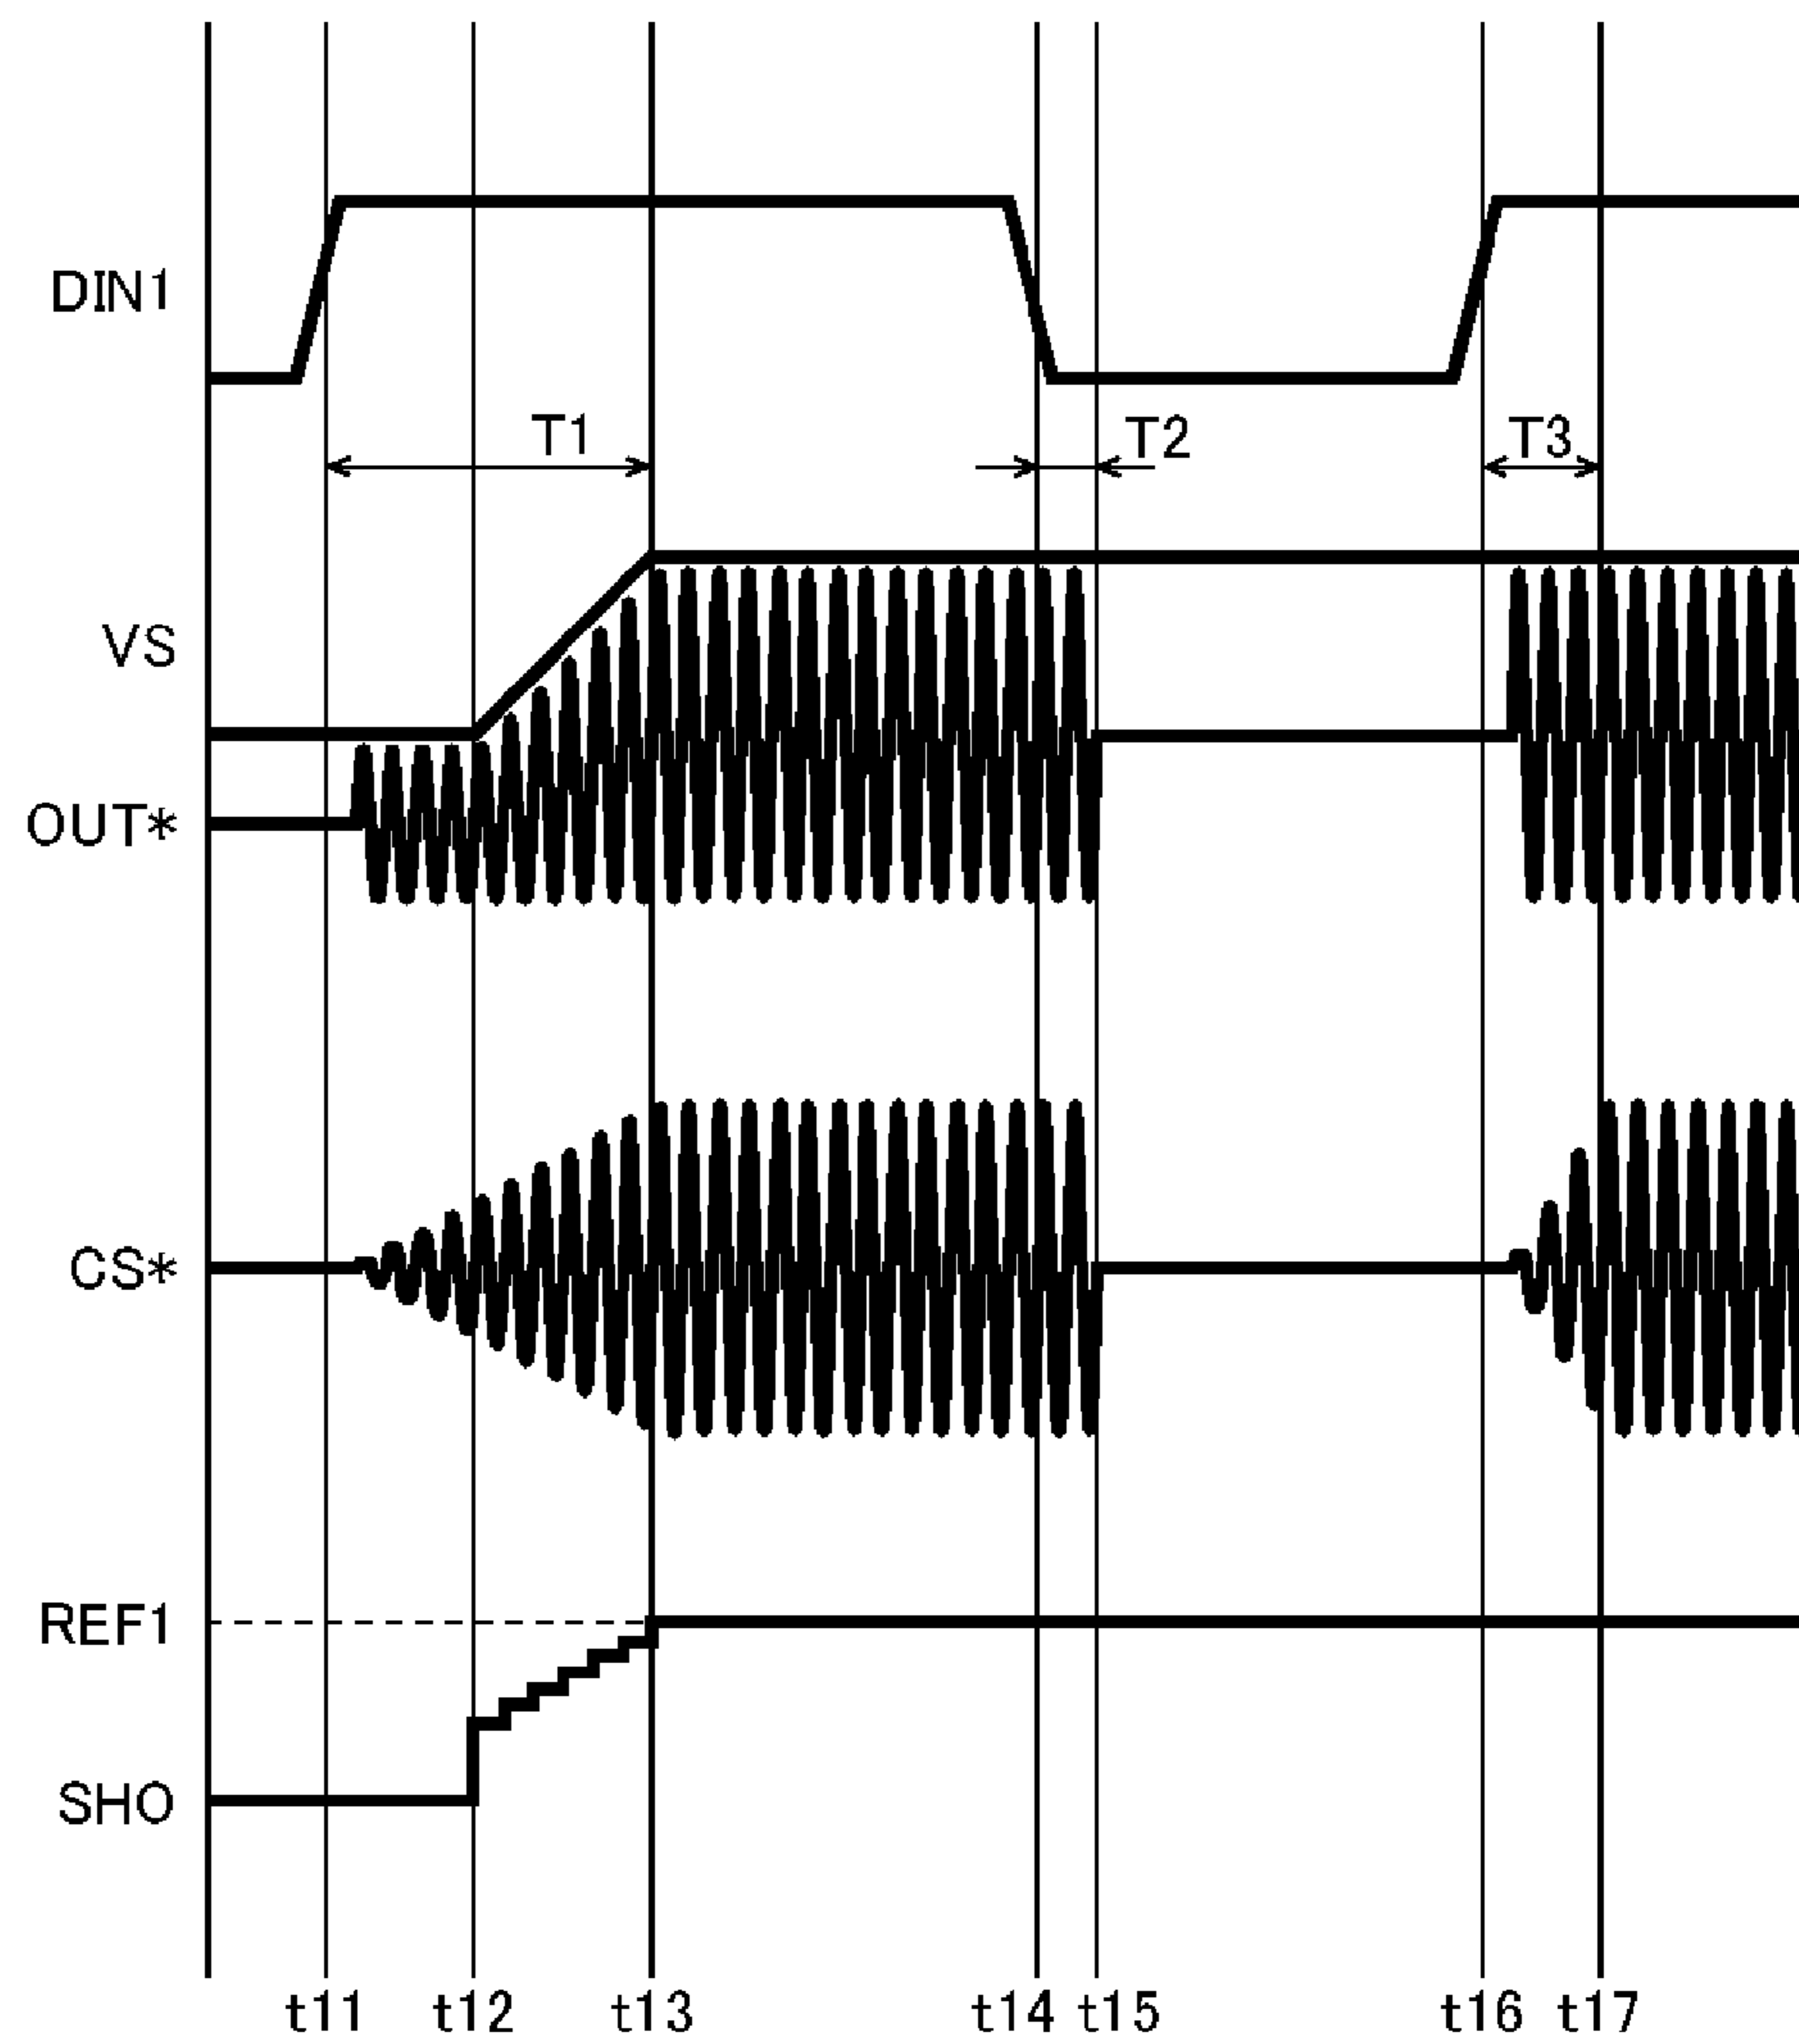 DIN1
T1
T2
T3
VS
OUT*
CS*
REF1
SHO
t11 t12 t13 t14 t15 t16 t17